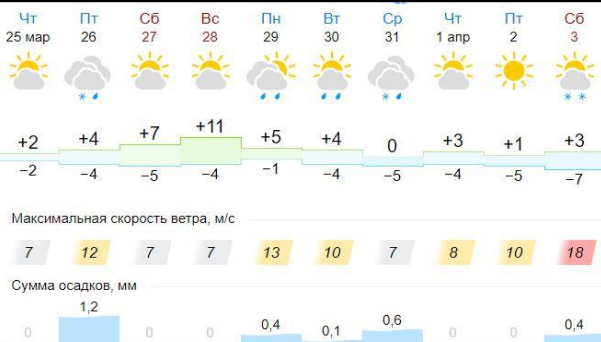 Чт Пт Сб Вс Пн Вт Ср Чт Пт Сб
25 мар 26 27 28 29 30 31 1 апр 2 3
+2 +4 +7 +11 +5 +4 0 +3 +1 +3
−2 −4 −5 −4 −1 −4 −5 −4 −5 −7
Максимальная скорость ветра, м/с
7 12 7 7 13 10 7 8 10 18
Сумма осадков, мм
0 1,2 0 0 0,4 0,1 0,6 0 0 0,4